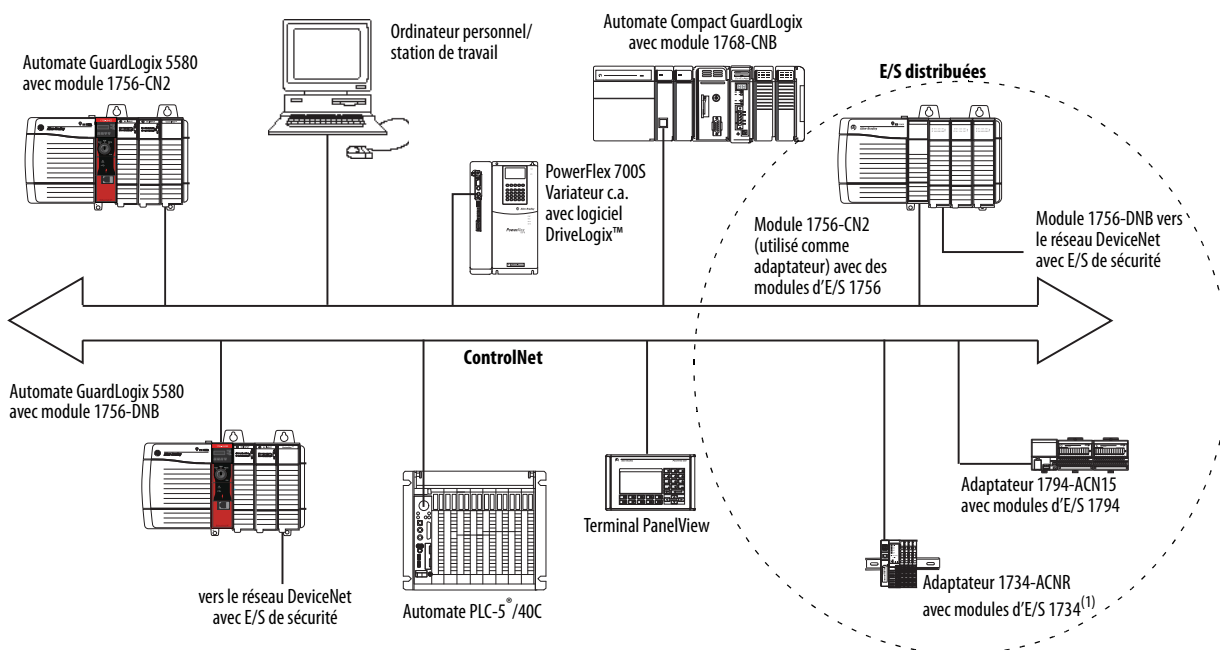 Ordinateur personnel/
station de travail
Automate Compact GuardLogix
avec module 1768-CNB
Automate GuardLogix 5580
avec module 1756-CN2
E/S distribuées
PowerFlex 700S
Variateur c.a.
avec logiciel
DriveLogix™
Module 1756-CN2
(utilisé comme
adaptateur) avec des
modules d'E/S 1756
Module 1756-DNB vers
le réseau DeviceNet
avec E/S de sécurité
ControlNet
Automate GuardLogix 5580
avec module 1756-DNB
vers le réseau DeviceNet
avec E/S de sécurité
Automate PLC-5®/40C
Terminal PanelView
Adaptateur 1794-ACN15
avec modules d'E/S 1794
Adaptateur 1734-ACNR
avec modules d'E/S 1734(1)